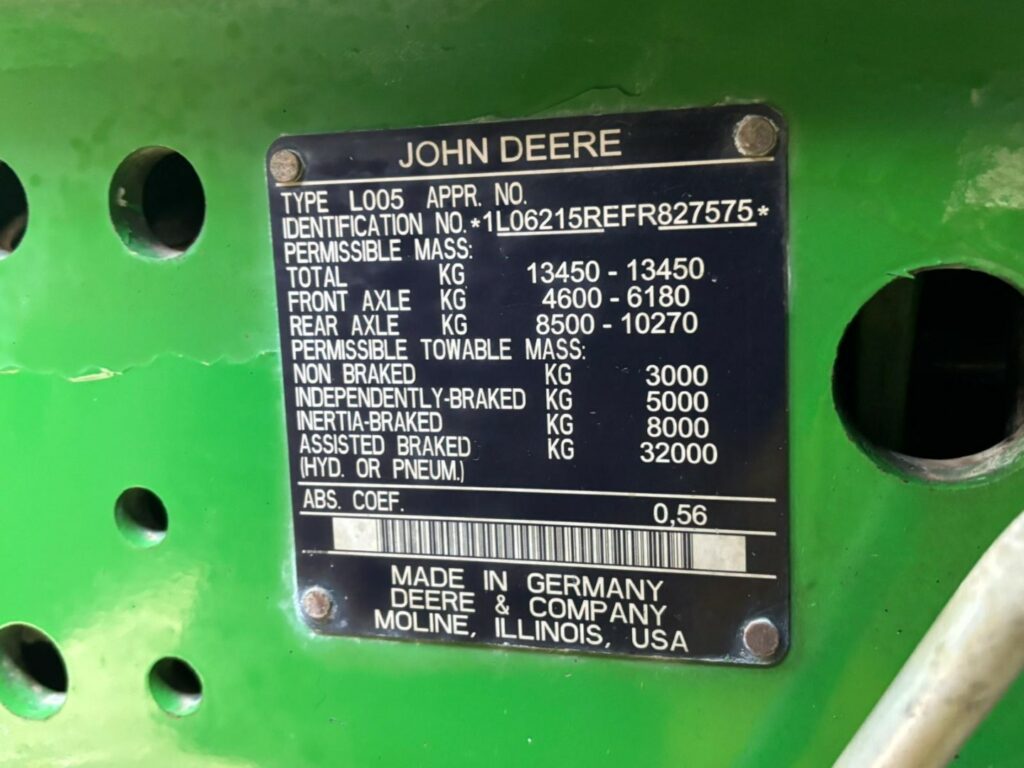 JOHN DEERE
TYPE L005 APPR. NO.
IDENTIFICATION NO. *1L06215REFR827575*
PERMISSIBLE MASS:
TOTAL KG 13450 - 13450
FRONT AXLE KG 4600 - 6180
REAR AXLE KG 8500 - 10270
PERMISSIBLE TOWABLE MASS:
NON BRAKED KG 3000
INDEPENDENTLY-BRAKED KG 5000
INERTIA-BRAKED KG 8000
ASSISTED BRAKED KG 32000
(HYD. OR PNEUM.)
ABS. COEF. 0,56
MADE IN GERMANY
DEERE & COMPANY
MOLINE, ILLINOIS, USA